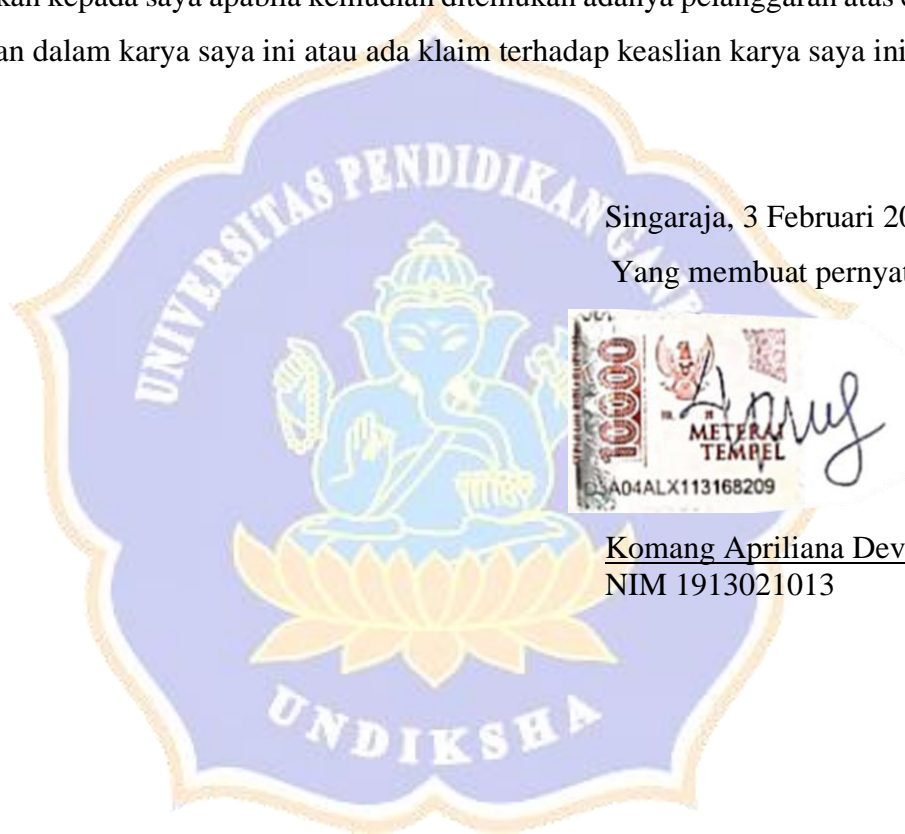 kan kepada saya apabila kemudian ditemukan adanya pelanggaran atas
an dalam karya saya ini atau ada klaim terhadap keaslian karya saya ini
UNIVERSITAS PENDIDIKAN GANE
Singaraja, 3 Februari 20
Yang membuat pernyat
10000
METERAI
TEMPEL
A04ALX113168209
Komang Apriliana Dev
NIM 1913021013
UNDIKSHA